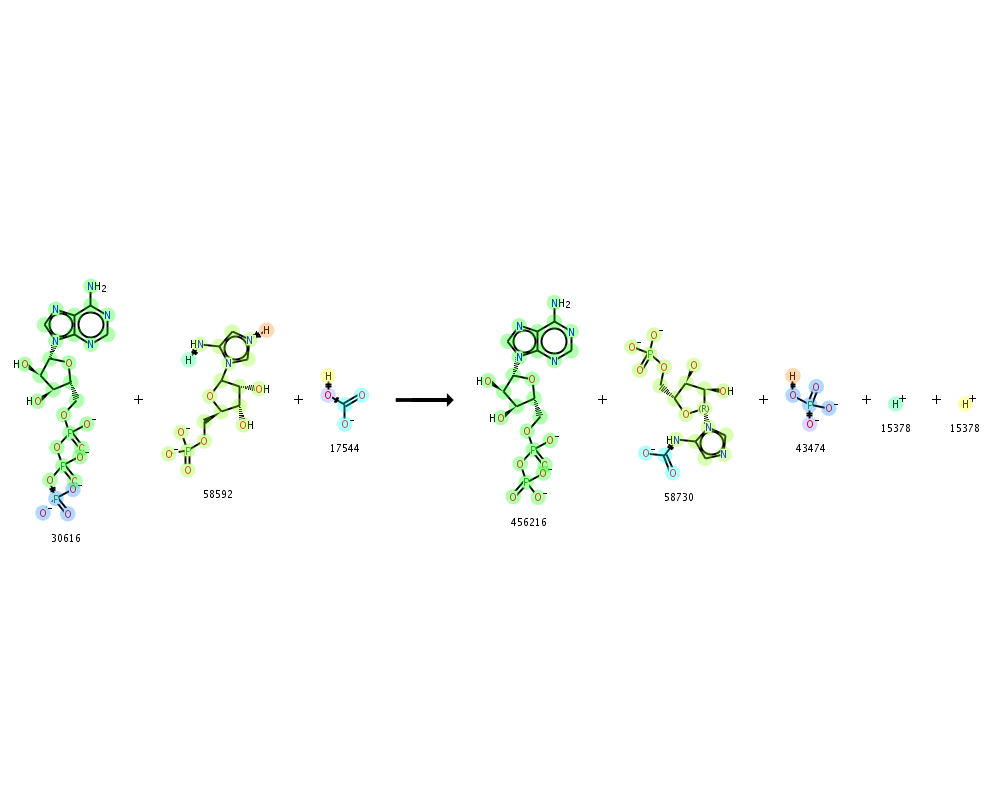 NH2
N
N
N
N
HO
O
HO
O
O-
O
P
O
O-
O
P
O
O-
P
O-
O
30616
+
H
HN
N
H
N
O
OH
OH
O-
O
O-
P
O
58592
+
H
O
O
O-
17544
NH2
N
N
N
N
HO
O
HO
O
O-
P
O
O
O-
P
O
O-
456216
+
O-
O-
P
O
O
O
OH
O
(R)
N
HN
N
O-
O
58730
+
H
O
O
P
O-
O-
43474
+
H+
15378
+
H+
15378